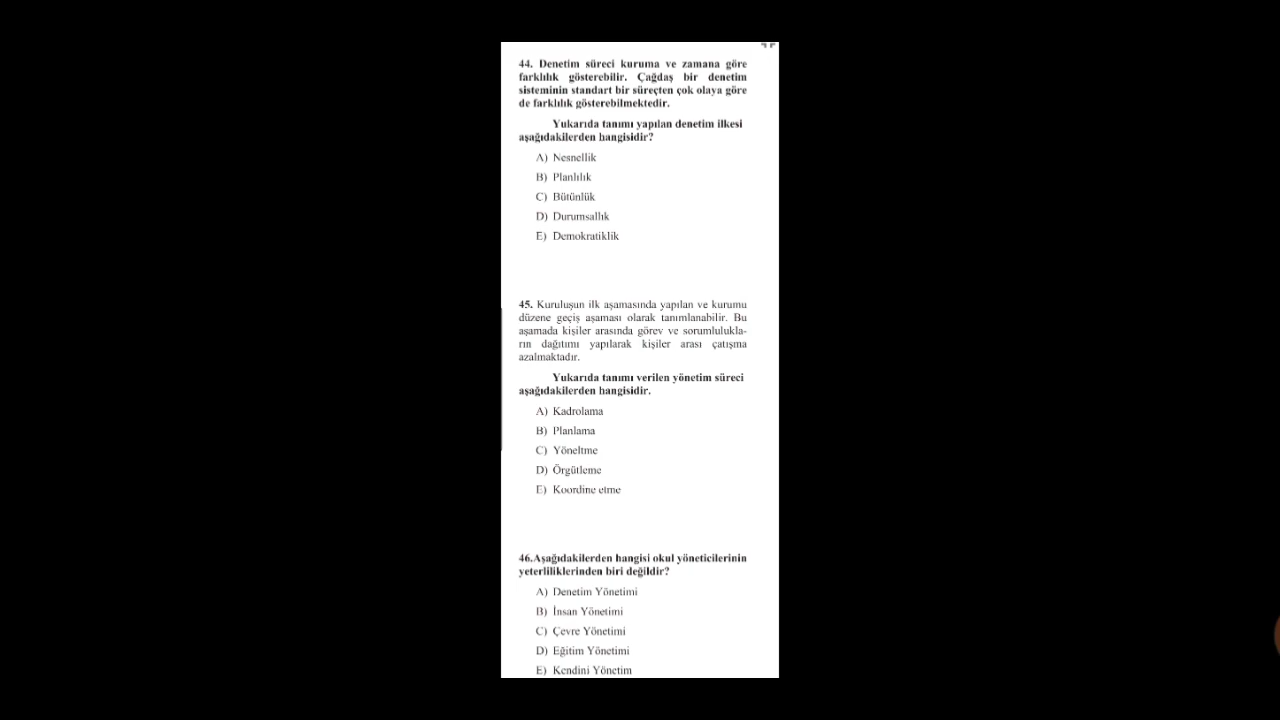 44. Denetim süreci kuruma ve zamana göre
farklılık gösterebilir. Çağdaş bir denetim
sisteminin standart bir süreçten çok olaya göre
de farklılık gösterebilmektedir.
Yukarıda tanımı yapılan denetim ilkesi
aşağıdakilerden hangisidir?
A) Nesnellik
B) Planlılık
C) Bütünlük
D) Durumsallık
E) Demokratiklik
45. Kuruluşun ilk aşamasında yapılan ve kurumu
düzene geçiş aşaması olarak tanımlanabilir. Bu
aşamada kişiler arasında görev ve sorumlulukla-
rın dağıtımı yapılarak kişiler arası çatışma
azalmaktadır.
Yukarıda tanımı verilen yönetim süreci
aşağıdakilerden hangisidir.
A) Kadrolama
B) Planlama
C) Yöneltme
D) Örgütleme
E) Koordine etme
46.Aşağıdakilerden hangisi okul yöneticilerinin
yeterliliklerinden biri değildir?
A) Denetim Yönetimi
B) İnsan Yönetimi
C) Çevre Yönetimi
D) Eğitim Yönetimi
E) Kendini Yönetim